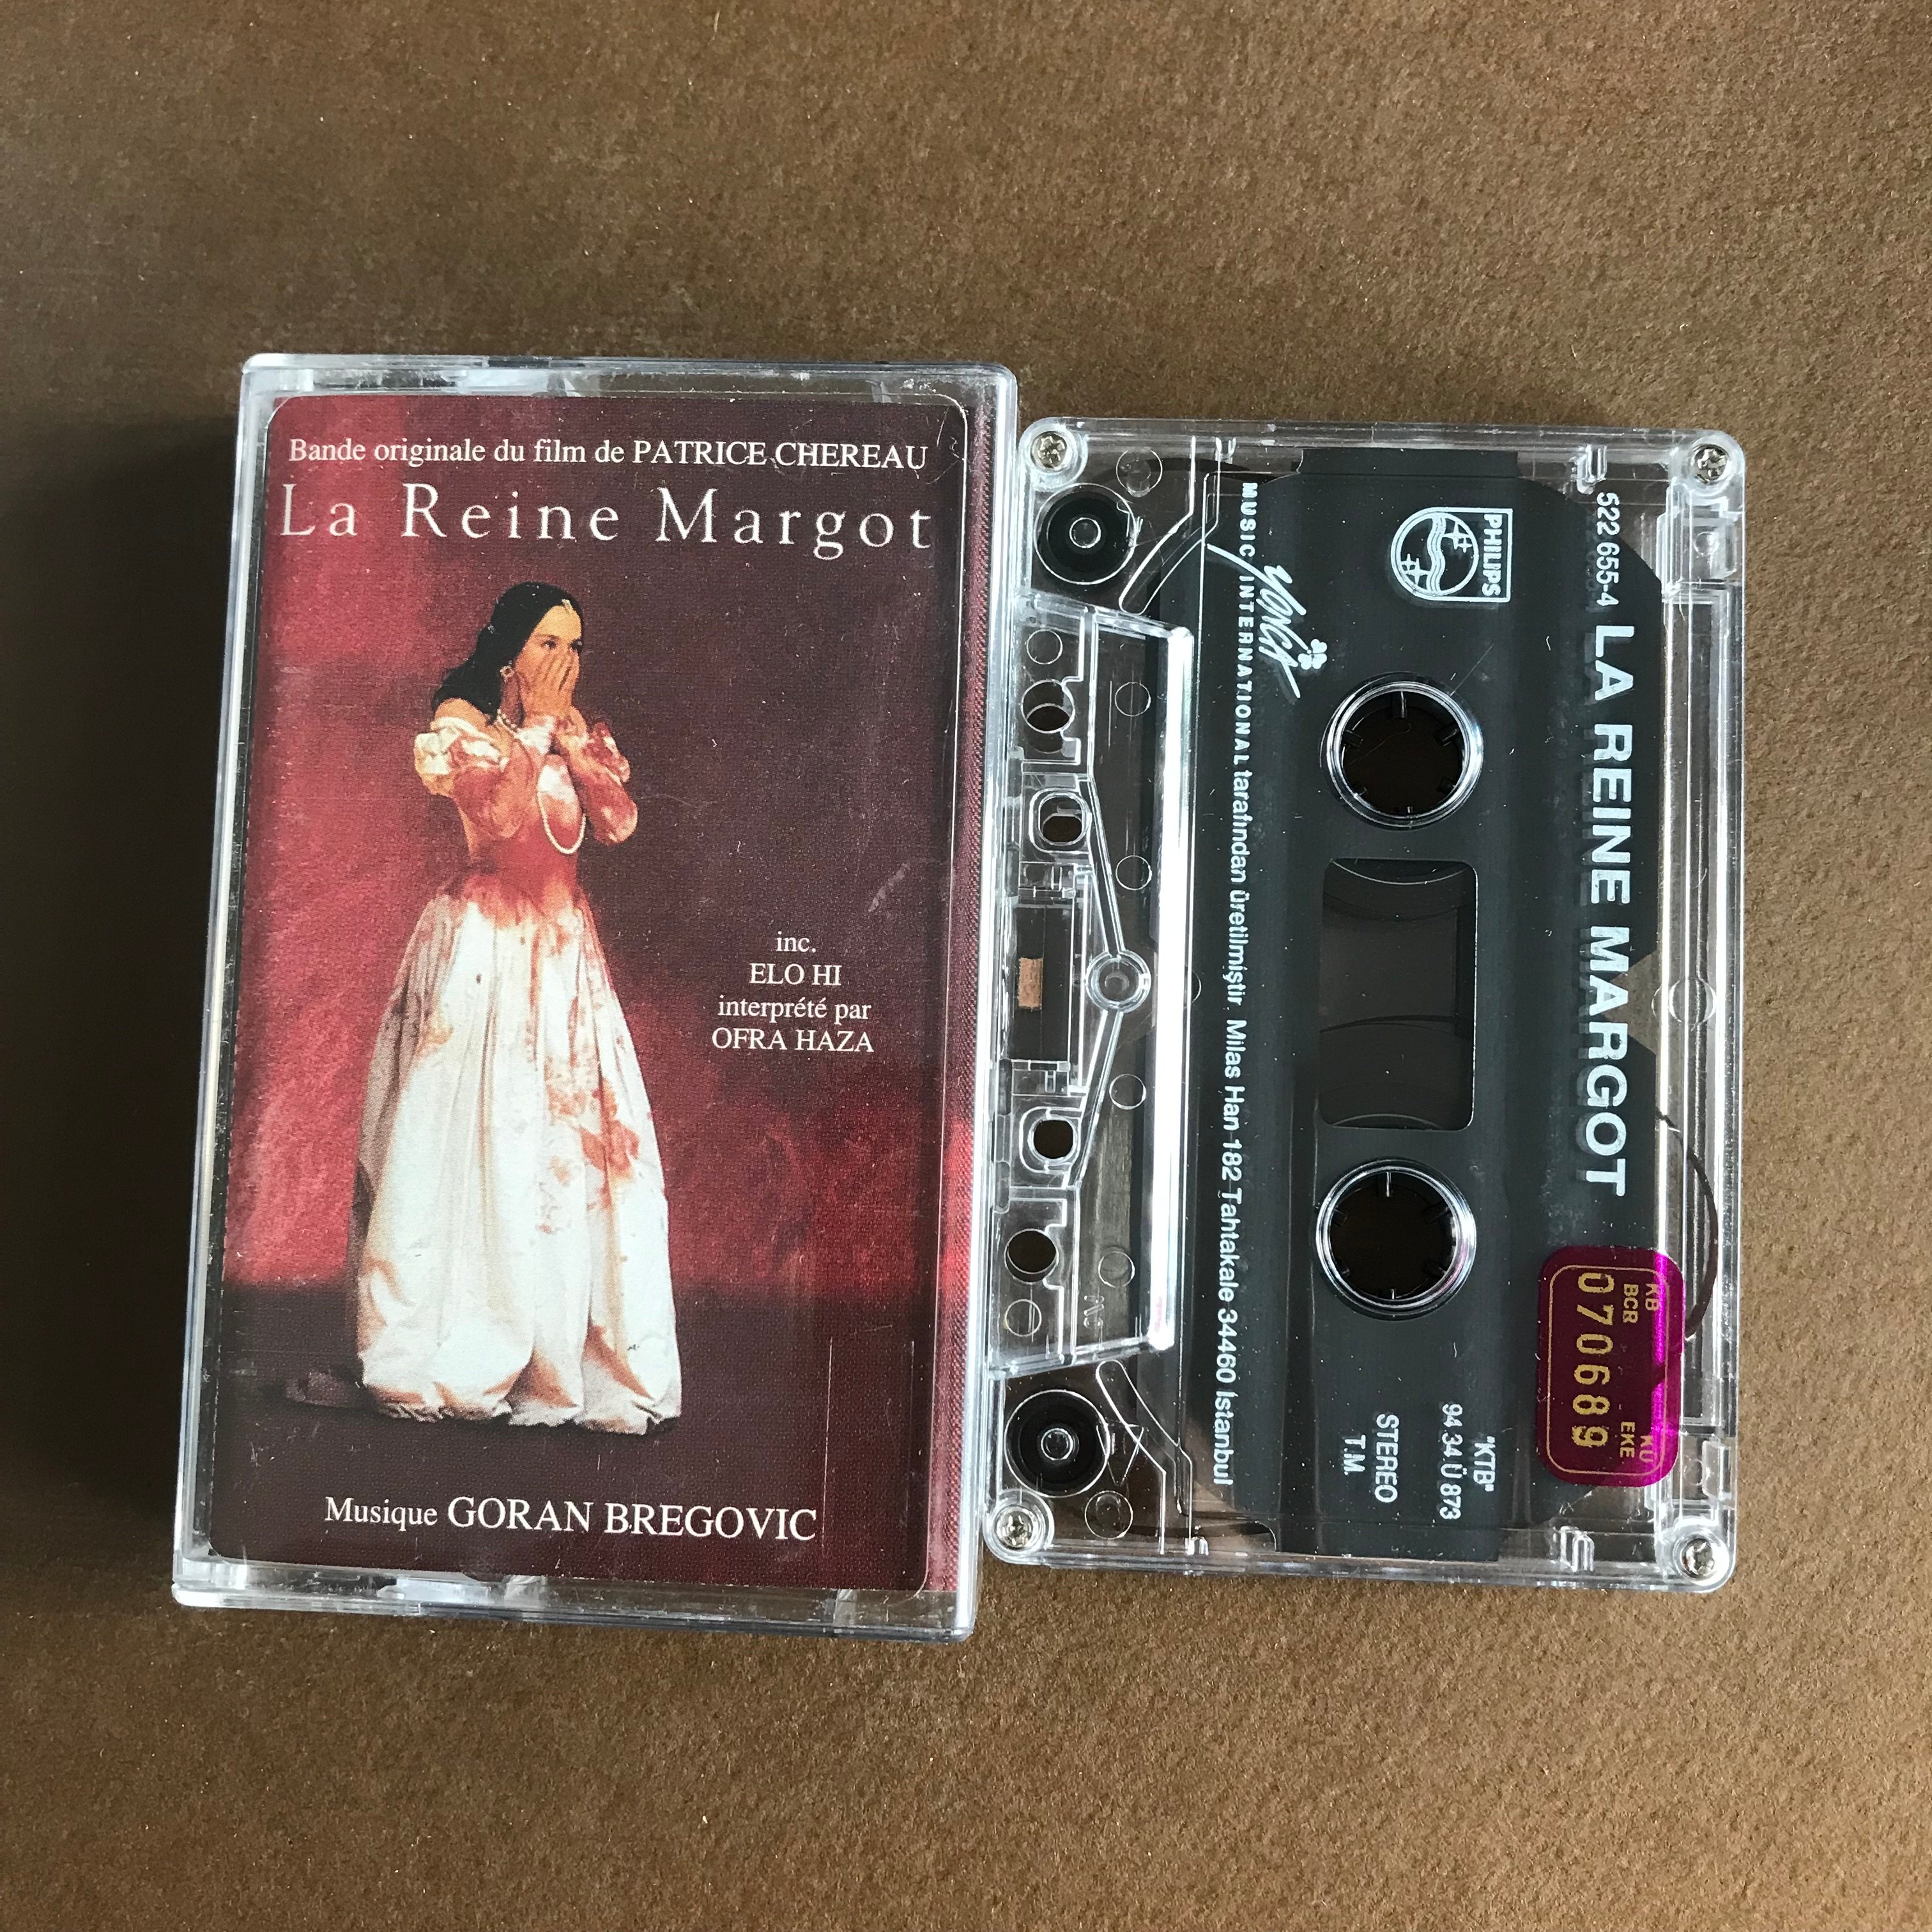 Bande originale du film de PATRICE CHEREAU
La Reine Margot
inc.
ELO HI
interprété par
OFRA HAZA
Musique GORAN BREGOVIC
522 655-4 LA REINE MARGOT
PHILIPS
MUSIC INTERNATIONAL tarafından Üretilmiştir. Milas Han 182 Tahtakale 34460 İstanbul
"KTB"
94 34 Ü 873
STEREO
T.M.
KB
BCR
KÜ
EKE
070689